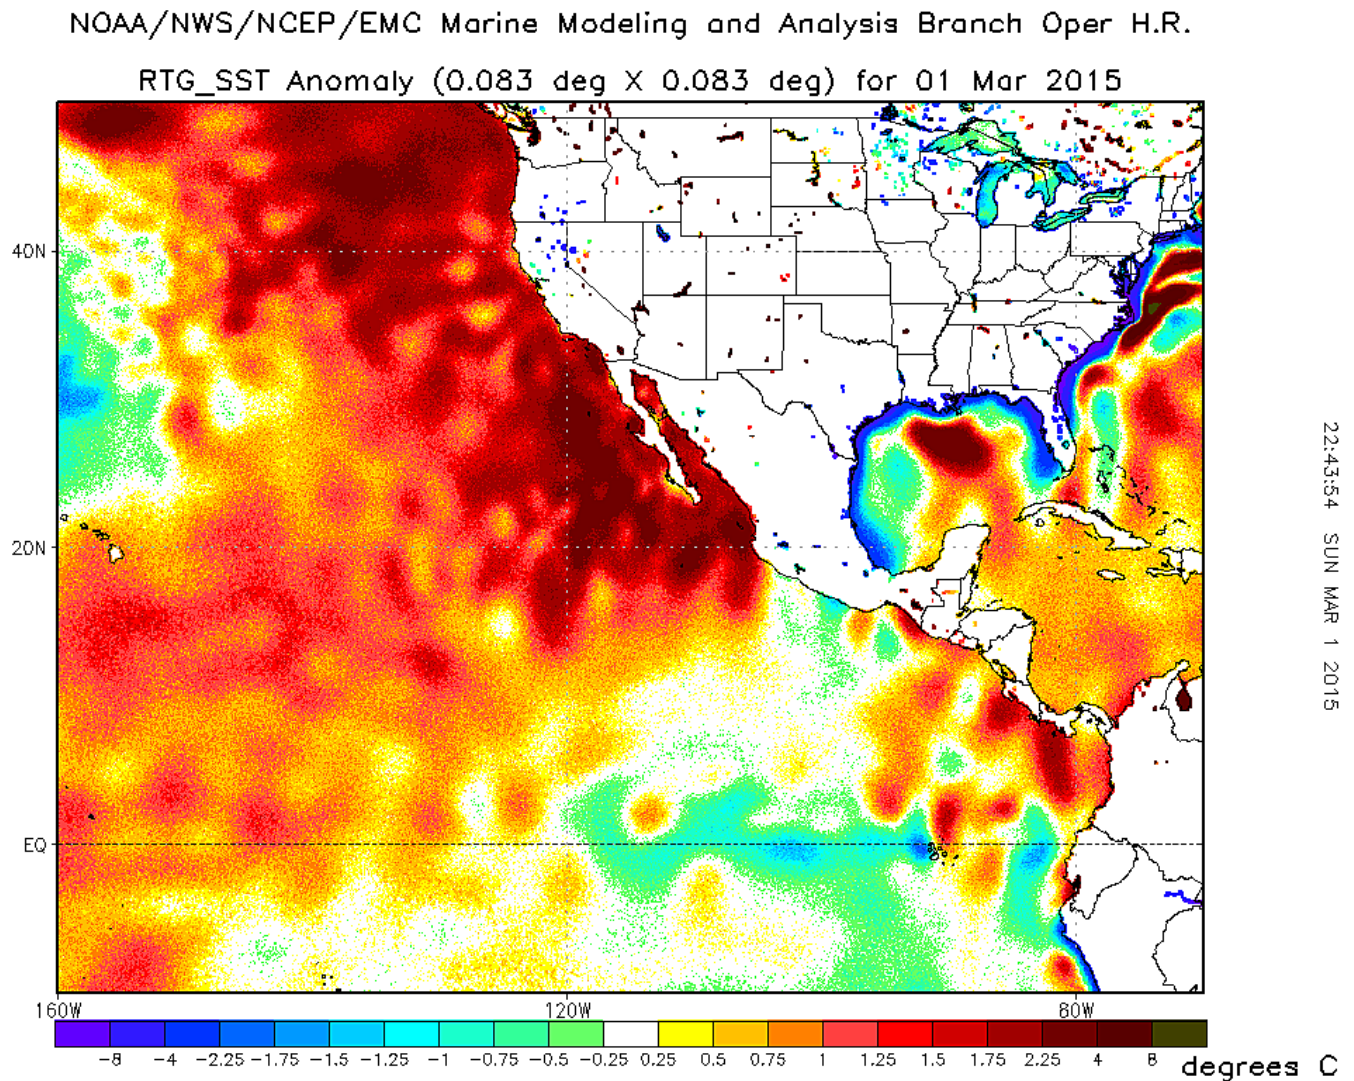 NOAA/NWS/NCEP/EMC Marine Modeling and Analysis Branch Oper H.R.
RTG_SST Anomaly (0.083 deg X 0.083 deg) for 01 Mar 2015
40N
20N
EQ
160W 120W 80W
-8 -4 -2.25 -1.75 -1.5 -1.25 -1 -0.75 -0.5 -0.25 0.25 0.5 0.75 1 1.25 1.5 1.75 2.25 4 8
degrees C
22:43:54 SUN MAR 1 2015